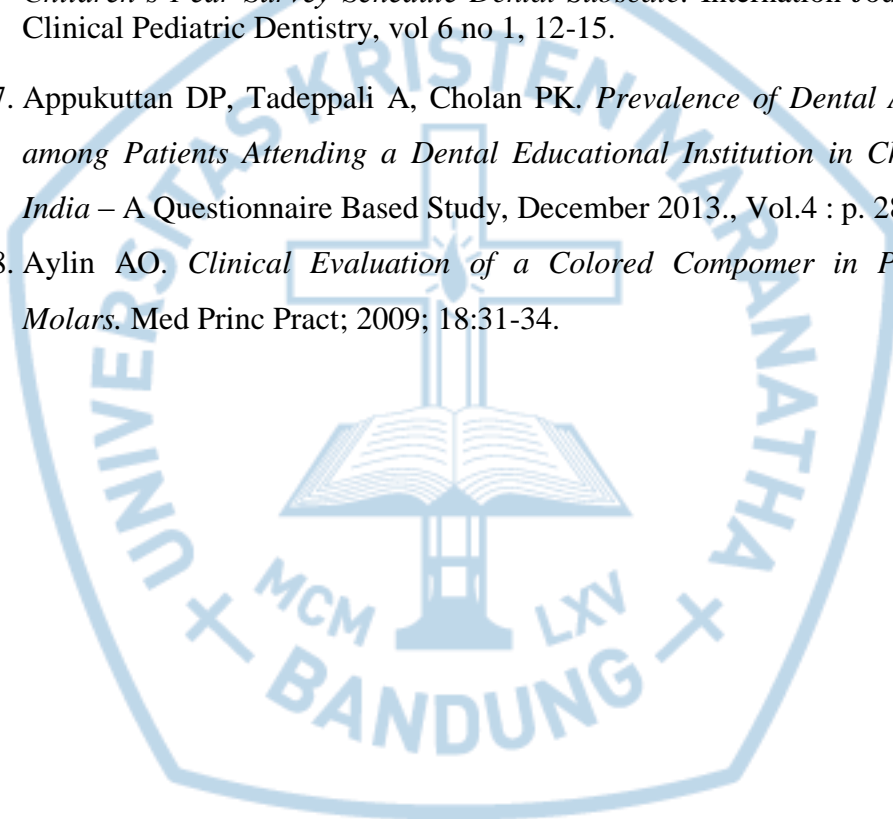 Children's Fear Survey Schedule Dental Subscale. Internation
Clinical Pediatric Dentistry, vol 6 no 1, 12-15.
7. Appukuttan DP, Tadeppali A, Cholan PK. Prevalence of Dental
among Patients Attending a Dental Educational Institution in
India – A Questionnaire Based Study, December 2013., Vol.4 : p. 28
8. Aylin AO. Clinical Evaluation of a Colored Compomer in
Molars. Med Princ Pract; 2009; 18:31-34.
UNIVERSITAS KRISTEN MARANATHA
MCM LXV
BANDUNG